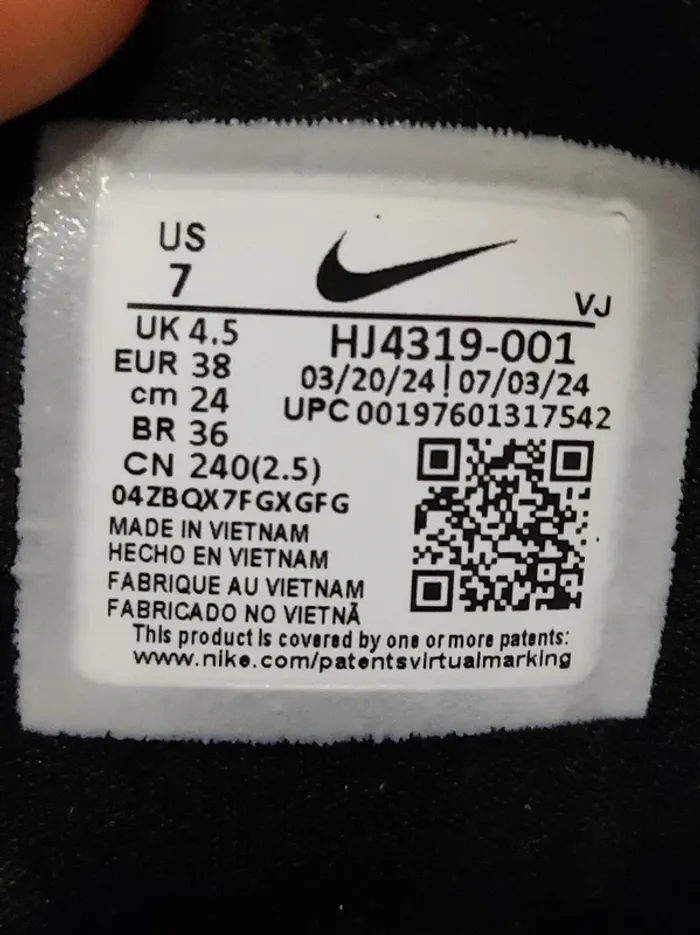 US
7
VJ
UK 4.5
EUR 38
cm 24
BR 36
CN 240(2.5)
HJ4319-001
03/20/24 | 07/03/24
UPC 00197601317542
04ZBQX7FGXGFG
MADE IN VIETNAM
HECHO EN VIETNAM
FABRIQUE AU VIETNAM
FABRICADO NO VIETNÃ
This product is covered by one or more patents:
www.nike.com/patentsvirtualmarking